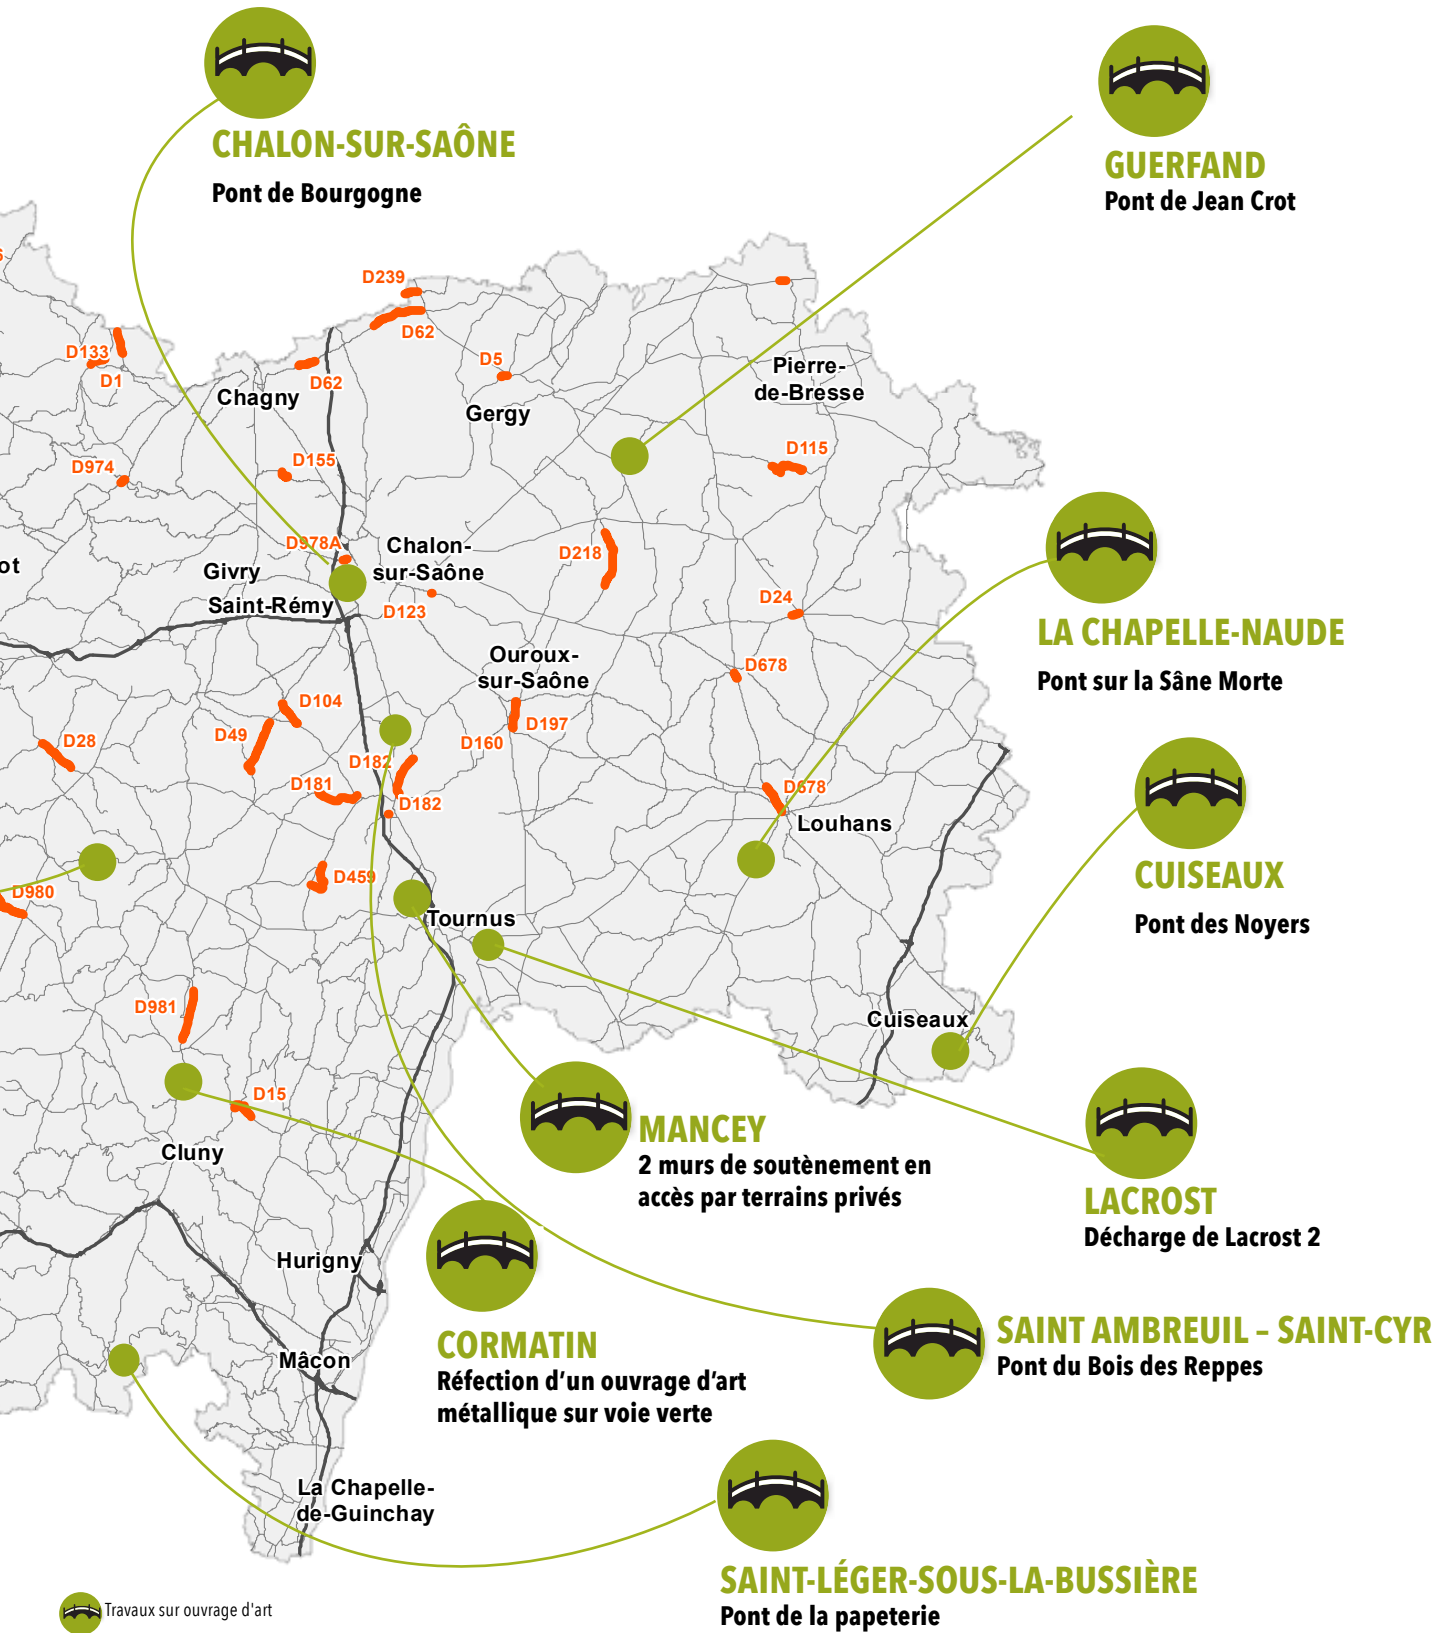 CHALON-SUR-SAÔNE
Pont de Bourgogne
GUERFAND
Pont de Jean Crot
D239
D62
D133
D1
D62
D5
Chagny
Gergy
Pierre-
de-Bresse
D974
D155
D115
D978A
Chalon-
sur-Saône
D218
ot
Givry
Saint-Rémy
D123
D24
LA CHAPELLE-NAUDE
Pont sur la Sâne Morte
Ouroux-
sur-Saône
D678
D104
D49
D28
D197
D160
D182
D181
D182
D678
Louhans
CUISEAUX
Pont des Noyers
D459
D980
Tournus
D981
Cuiseaux
D15
Cluny
MANCEY
2 murs de soutènement en
accès par terrains privés
LACROST
Décharge de Lacrost 2
Hurigny
CORMATIN
Réfection d’un ouvrage d’art
métallique sur voie verte
SAINT AMBREUIL – SAINT-CYR
Pont du Bois des Reppes
Mâcon
La Chapelle-
de-Guinchay
SAINT-LÉGER-SOUS-LA-BUSSIÈRE
Pont de la papeterie
Travaux sur ouvrage d'art